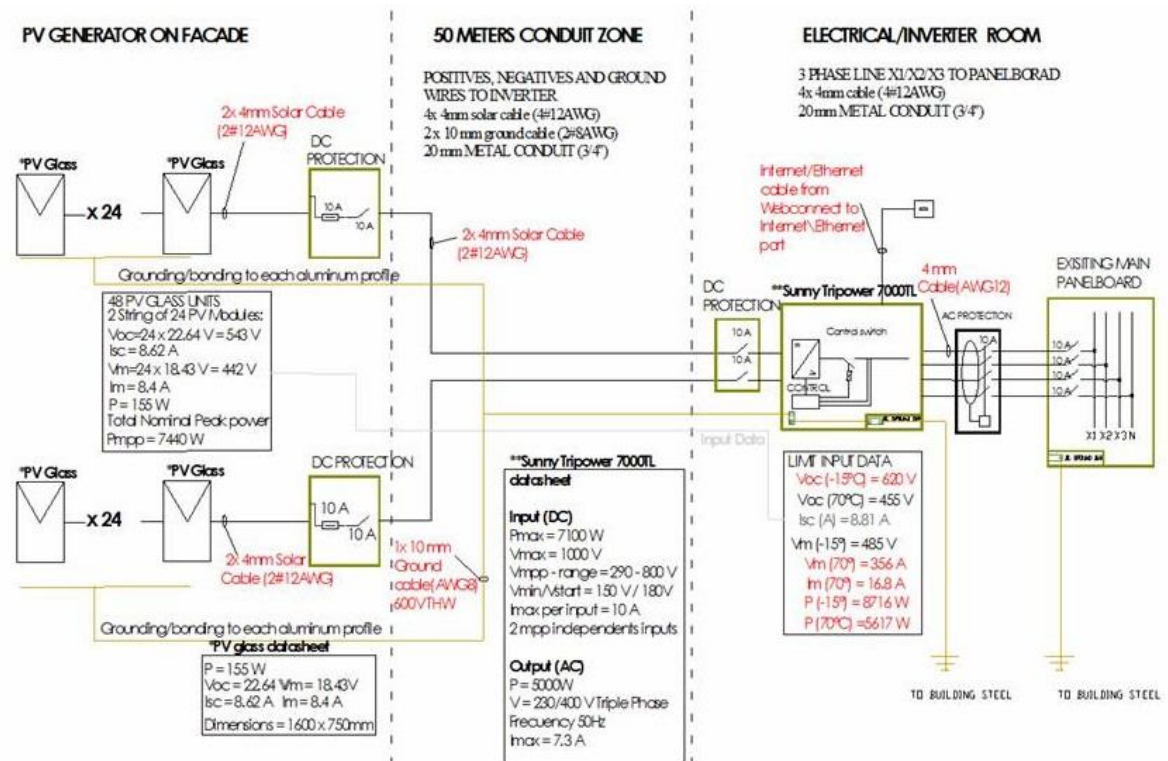 PV GENERATOR ON FACADE
50 METERS CONDUIT ZONE
ELECTRICAL/INVERTER ROOM
POSITIVES, NEGATIVES AND GROUND
WIRES TO INVERTER
4x 4mm solar cable (4#12AWG)
2 x 10 mm ground cable (2#8AWG)
20mm METAL CONDUIT (3/4")
3 PHASE LINE X1/X2/X3 TO PANELBORAD
4x 4mm cable (4#12AWG)
20mm METAL CONDUIT (3/4")
2x 4mm Solar Cable
(2#12AWG)
DC
PROTECTION
*PV Glass
*PV Glass
x 24
10 A
10 A
2x 4mm Solar Cable
(2#12AWG)
Internet/Ethernet
cable from
Webconnect to
Internet\Ethernet
part
Grounding/bonding to each aluminum profile
48 PV GLASS UNITS
2 String of 24 PV Modules:
Voc=24 x 22.64 V = 543 V
Isc = 8.62 A
Vm=24 x 18.43 V = 442 V
Im = 8.4 A
P = 155 W
Total Nominal Peak power
Pmpp = 7440 W
DC
PROTECTION
10 A
10 A
**Sunny Tripower 7000TL
Control switch
CONTROL
4 mm
Cable(AWG12)
AC PROTECTION
10 A
EXISITING MAIN
PANELBOARD
10 A
10 A
10 A
10 A
X1 X2 X3 N
Input Data
*PV Glass
*PV Glass
x 24
DC PROTECTION
10 A
10 A
2x 4mm Solar
Cable (2#12AWG)
1x 10 mm
Ground
cable(AWG8)
600VTHW
Grounding/bonding to each aluminum profile
*PV glass datasheet
P = 155 W
Voc = 22.64 Vm = 18.43V
Isc = 8.62 A Im = 8.4 A
Dimensions = 1600 x 750mm
**Sunny Tripower 7000TL
datasheet
Input (DC)
Pmax = 7100 W
Vmax = 1000 V
Vmpp - range = 290 - 800 V
Vmin/Vstart = 150 V / 180V
Imax per input = 10 A
2 mpp independents inputs
Output (AC)
P = 5000W
V = 230/400 V Triple Phase
Frecuency 50Hz
Imax = 7.3 A
LIMIT INPUT DATA
Voc (-15ºC) = 620 V
Voc (70ºC) = 455 V
Isc (A) = 8.81 A
Vm (-15º) = 485 V
Vm (70º) = 356 A
Im (70º) = 16.8 A
P (-15º) = 8716 W
P (70ºC) =5617 W
TO BUILDING STEEL
TO BUILDING STEEL